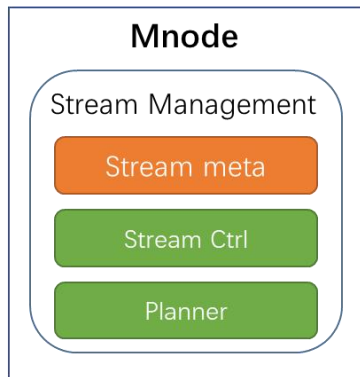 Mnode
Stream Management
Stream meta
Stream Ctrl
Planner